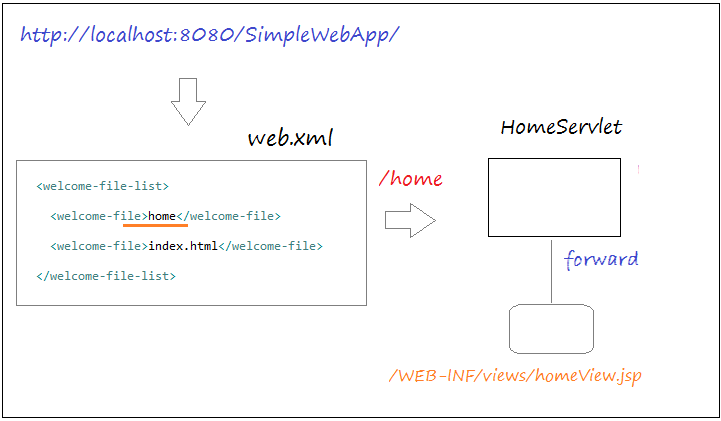 http://localhost:8080/SimpleWebApp/
web.xml
HomeServlet
<welcome-file-list>
<welcome-file>home</welcome-file>
<welcome-file>index.html</welcome-file>
</welcome-file-list>
/home
forward
/WEB-INF/views/homeView.jsp